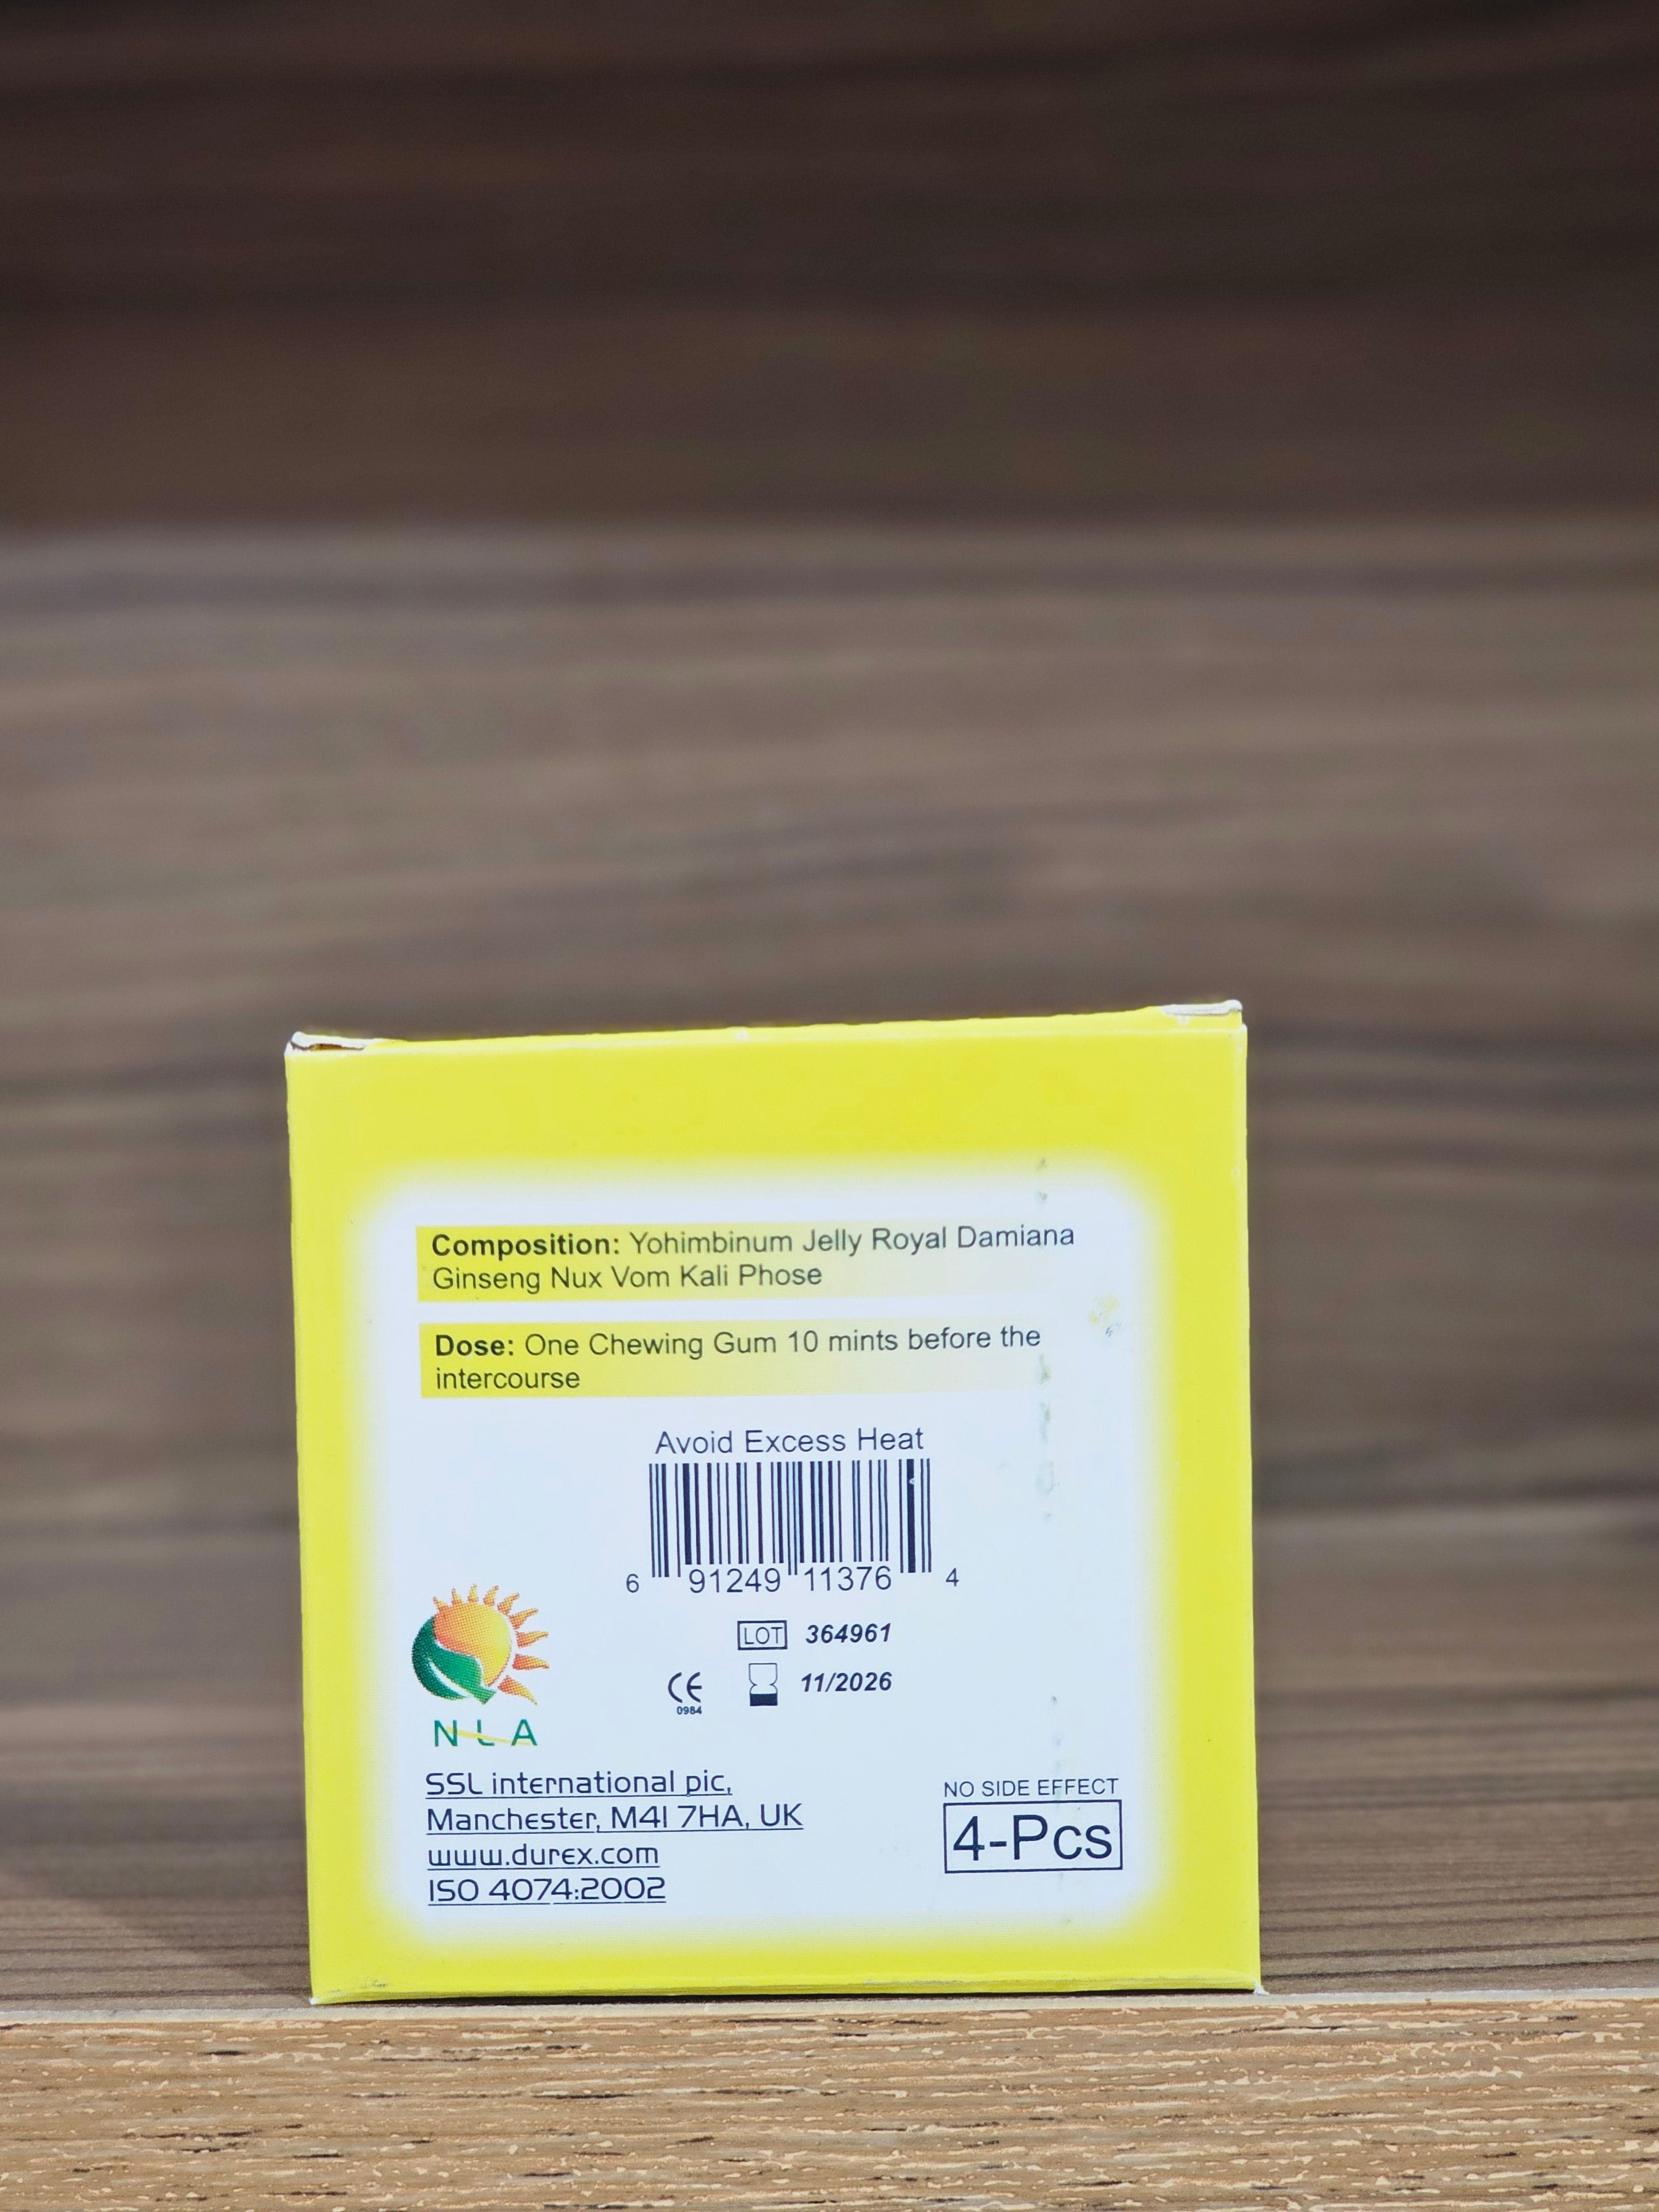 Composition: Yohimbinum Jelly Royal Damiana
Ginseng Nux Vom Kali Phose
Dose: One Chewing Gum 10 mints before the
intercourse
Avoid Excess Heat
6 91249 11376 4
LOT 364961
CE 11/2026
0984
NLA
SSL international pic,
Manchester, M41 7HA, UK
www.durex.com
ISO 4074:2002
NO SIDE EFFECT
4-Pcs